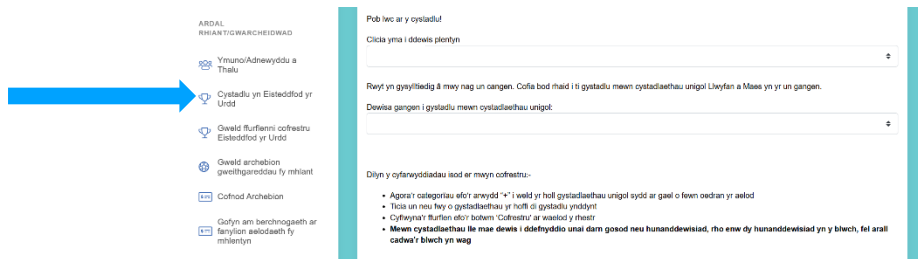 ARDAL
RHIANT/GWARCHEIDWAD
Ymuno/Adnewyddu a
Thalu
Cystadlu yn Eisteddfod yr
Urdd
Gweld ffurflenni cofrestru
Eisteddfod yr Urdd
Gweld archebion
gweithgareddau fy mhlant
Cofnod Archebion
Gofyn am berchnogaeth ar
fanylion aelodaeth fy
mhlentyn
Pob lwc ar y cystadlu!
Clicia yma i ddewis plentyn
Rwyt yn gysylltiedig â mwy nag un cangen. Cofia bod rhaid i ti gystadlu mewn cystadlaethau unigol Llwyfan a Maes yn yr un gangen.
Dewisa gangen i gystadlu mewn cystadlaethau unigol:
Dilyn y cyfarwyddiadau isod er mwyn cofrestru:-
• Agora'r categoriau efo'r arwydd "+" i weld yr holl gystadlaethau unigol sydd ar gael o fewn oedran yr aelod
• Ticia un neu fwy o gystadlaethau yr hoffi di gystadlu ynddynt
• Cyflwyna'r ffurflen efo'r botwm 'Cofrestru' ar waelod y rhestr
• Mewn cystadlaethau lle mae dewis i ddefnyddio unai darn gosod neu hunanddewisiad, rho enw dy hunanddewisiad yn y blwch, fel arall
cadwa'r blwch yn wag